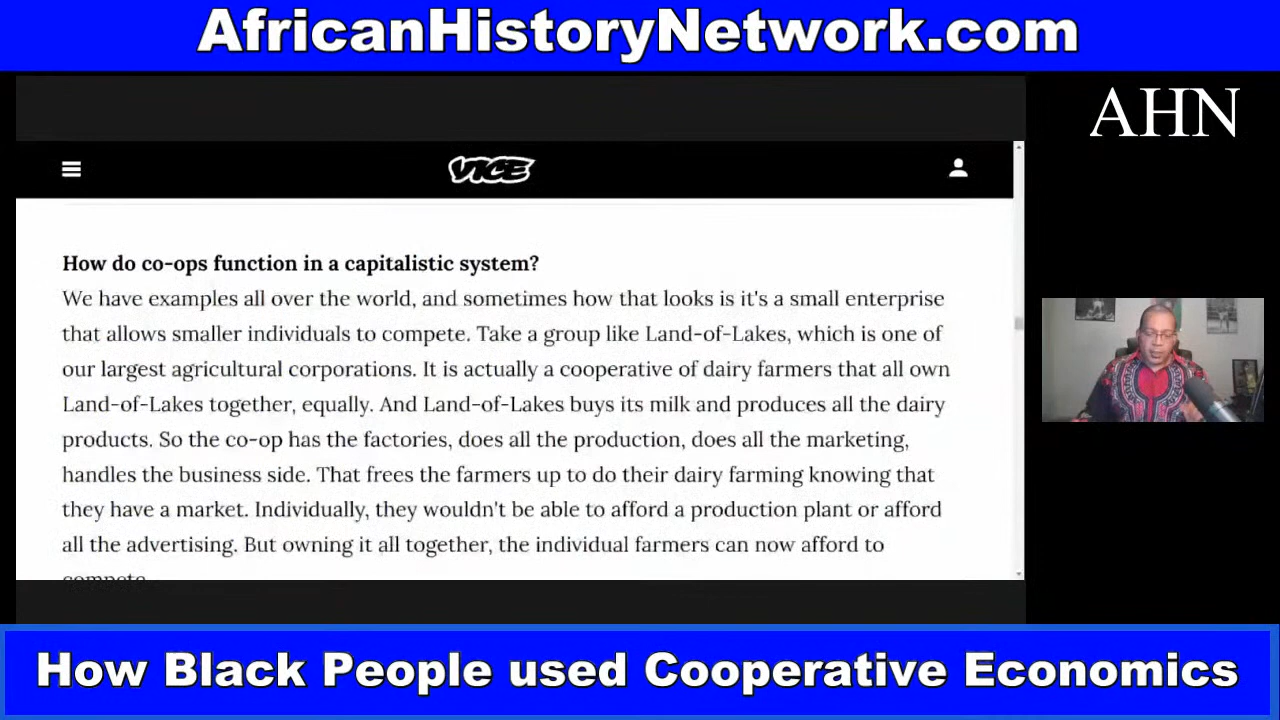 AfricanHistoryNetwork.com
AHN
VICE
How do co-ops function in a capitalistic system?
We have examples all over the world, and sometimes how that looks is it's a small enterprise
that allows smaller individuals to compete. Take a group like Land-of-Lakes, which is one of
our largest agricultural corporations. It is actually a cooperative of dairy farmers that all own
Land-of-Lakes together, equally. And Land-of-Lakes buys its milk and produces all the dairy
products. So the co-op has the factories, does all the production, does all the marketing,
handles the business side. That frees the farmers up to do their dairy farming knowing that
they have a market. Individually, they wouldn't be able to afford a production plant or afford
all the advertising. But owning it all together, the individual farmers can now afford to
compete.
How Black People used Cooperative Economics